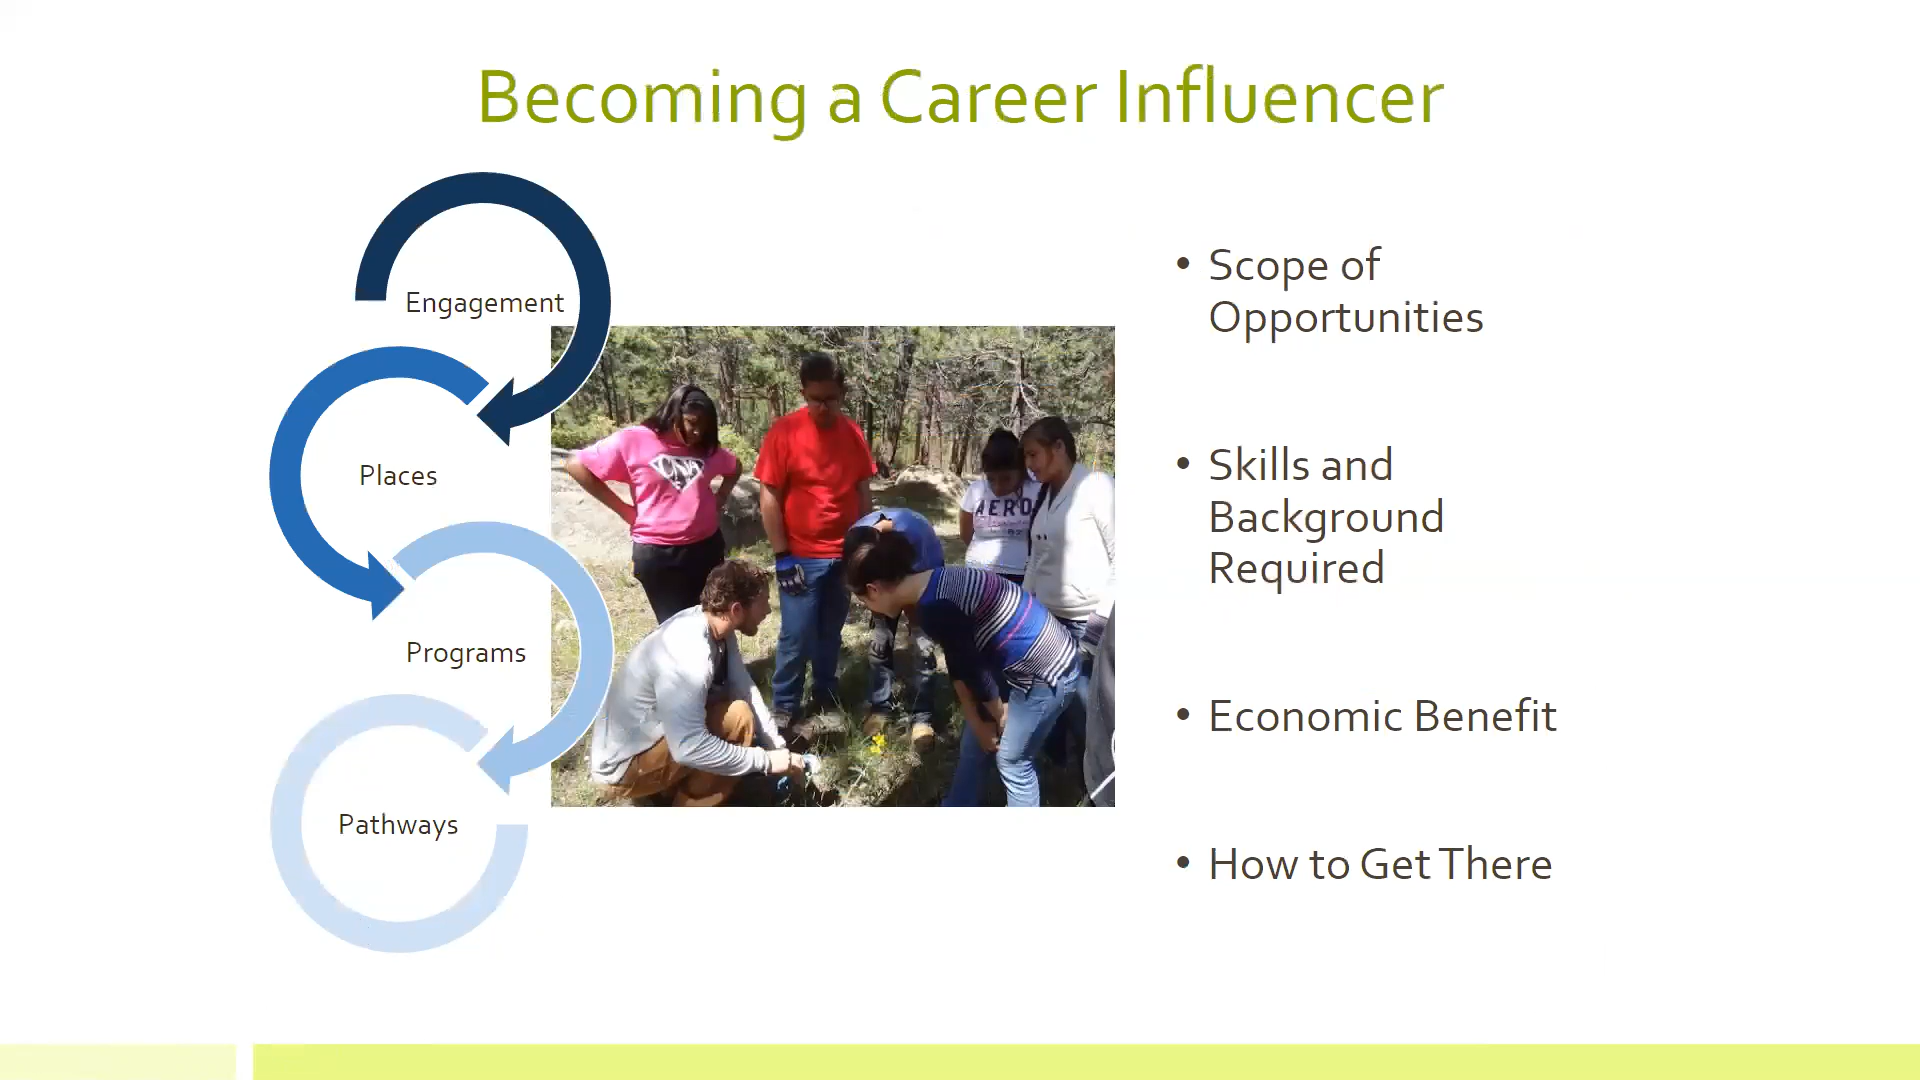 Becoming a Career Influencer
Engagement
Places
Programs
Pathways
AERO
• Scope of
Opportunities
• Skills and
Background
Required
• Economic Benefit
• How to Get There